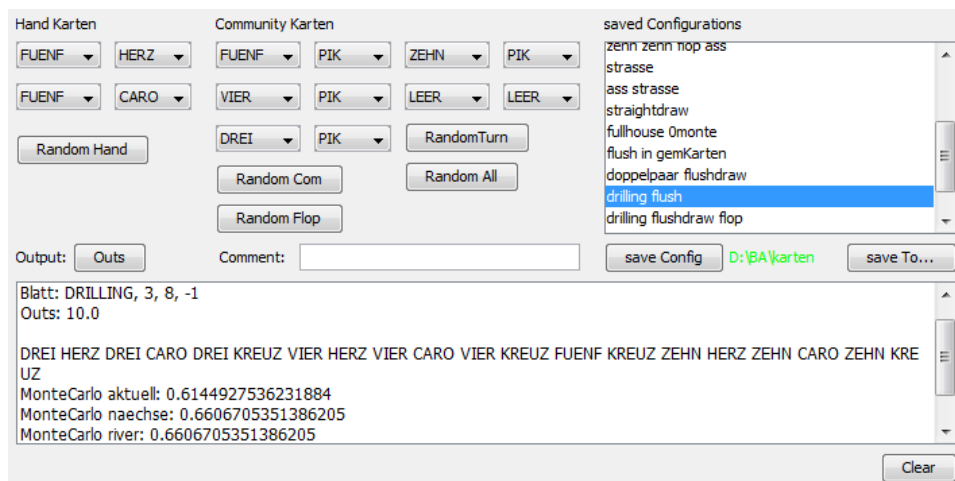 Hand Karten Community Karten saved Configurations
FUENF HERZ FUENF PIK ZEHN PIK
zehn zehn flop ass
strasse
FUENF CARO VIER PIK LEER LEER
ass strasse
straightdraw
Random Hand DREI PIK RandomTurn
fullhouse 0monte
flush in gemKarten
Random Com Random All
doppelpaar flushdraw
drilling flush
Random Flop
drilling flushdraw flop
Output: Outs Comment: save Config D:\BA\karten save To...
Blatt: DRILLING, 3, 8, -1
Outs: 10.0
DREI HERZ DREI CARO DREI KREUZ VIER HERZ VIER CARO VIER KREUZ FUENF KREUZ ZEHN HERZ ZEHN CARO ZEHN KRE
UZ
MonteCarlo aktuell: 0.6144927536231884
MonteCarlo naechse: 0.6606705351386205
MonteCarlo river: 0.6606705351386205
Clear